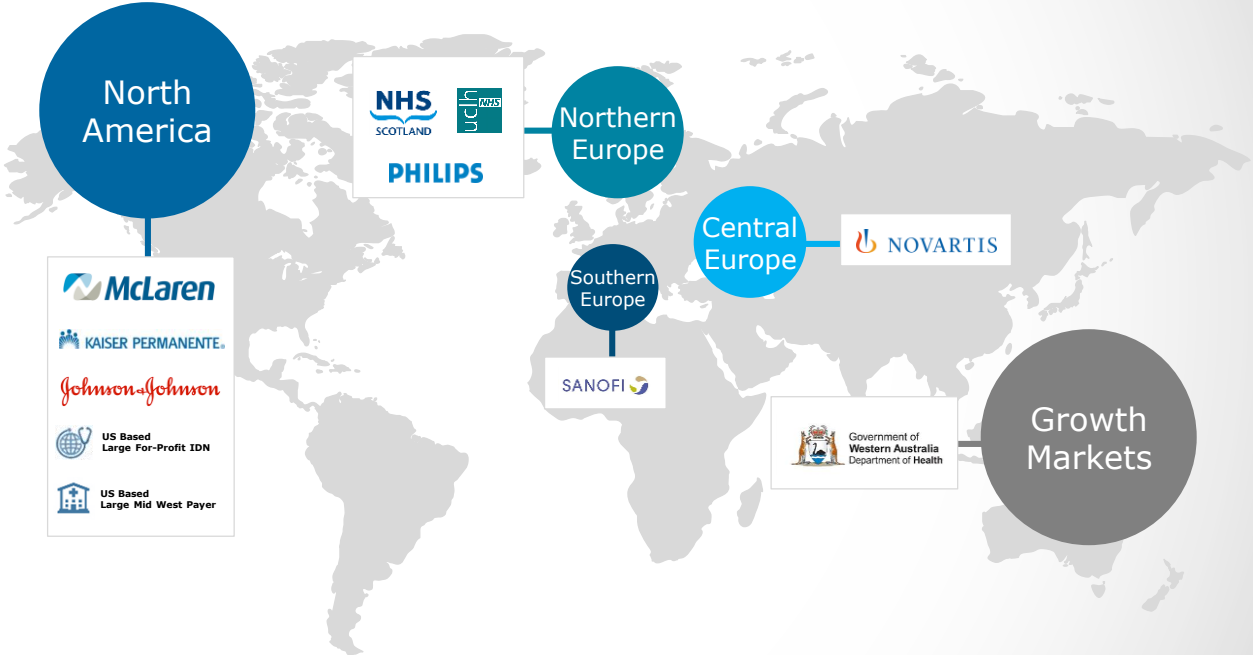 North
America
McLaren
KAISER PERMANENTE®
Johnson&Johnson
US Based
Large For-Profit IDN
US Based
Large Mid West Payer
NHS
SCOTLAND
uclh
NHS
PHILIPS
Northern
Europe
Central
Europe
NOVARTIS
Southern
Europe
SANOFI
Government of
Western Australia
Department of Health
Growth
Markets